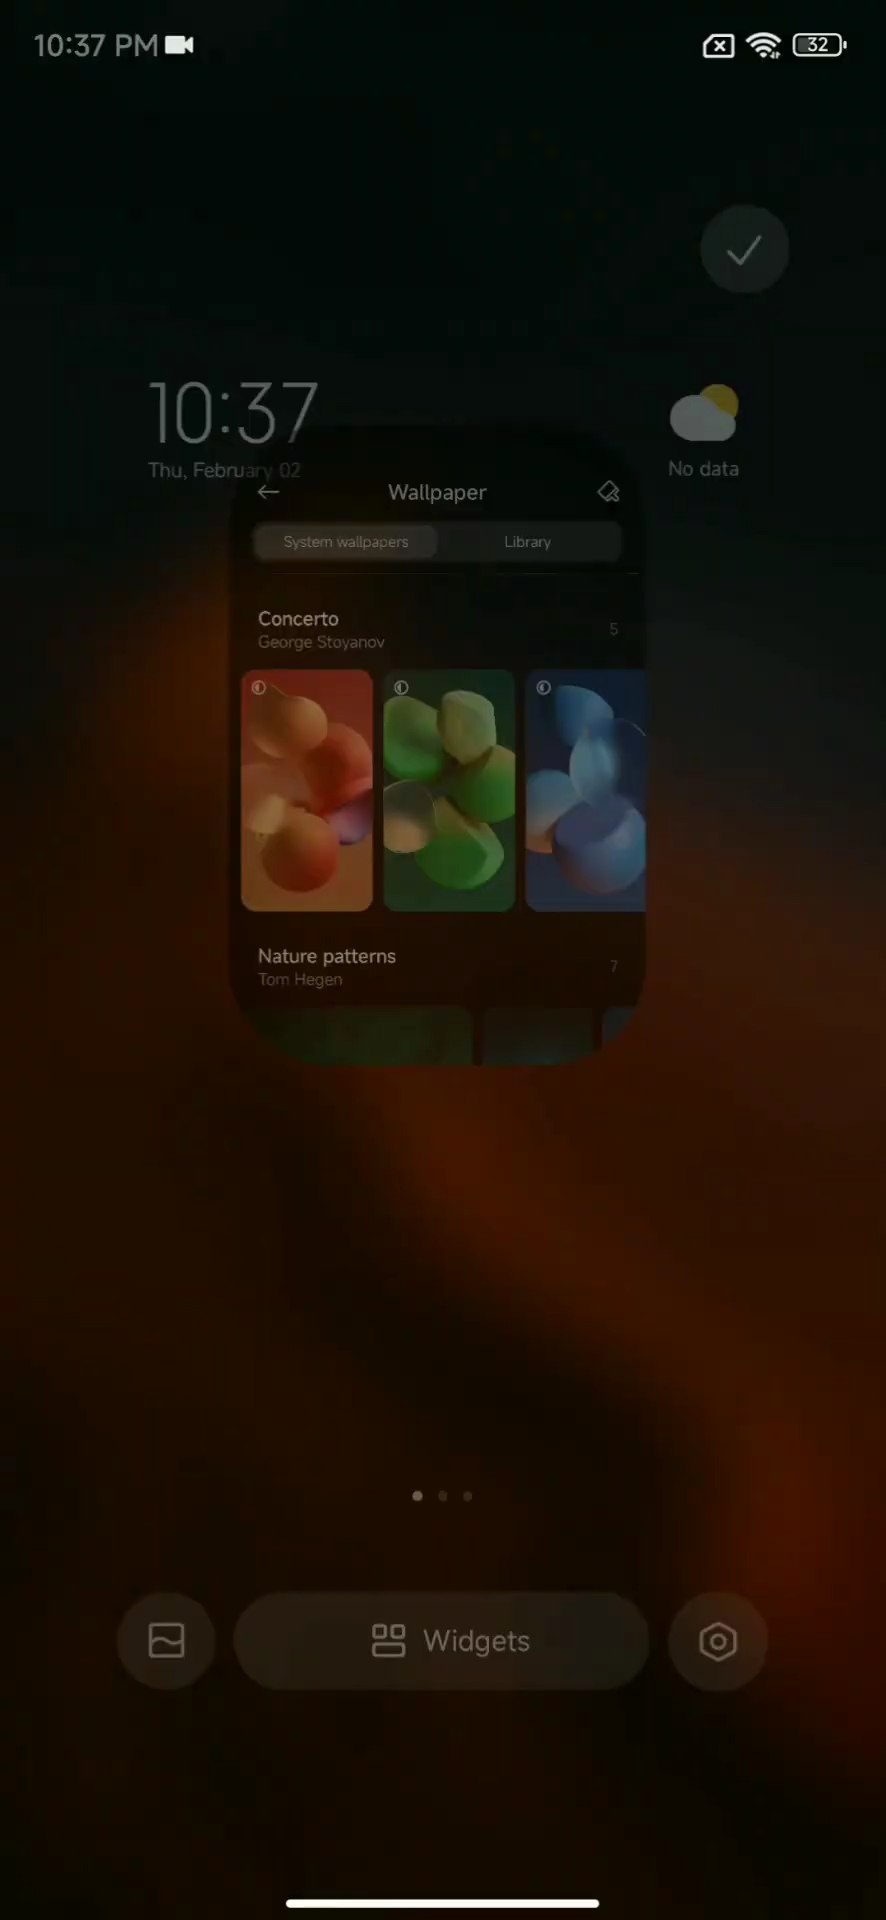 10:37 PM
32
10:37
Thu, February 02
No data
Wallpaper
System wallpapers
Library
Concerto
George Stoyanov
5
Nature patterns
Tom Hegen
7
Widgets